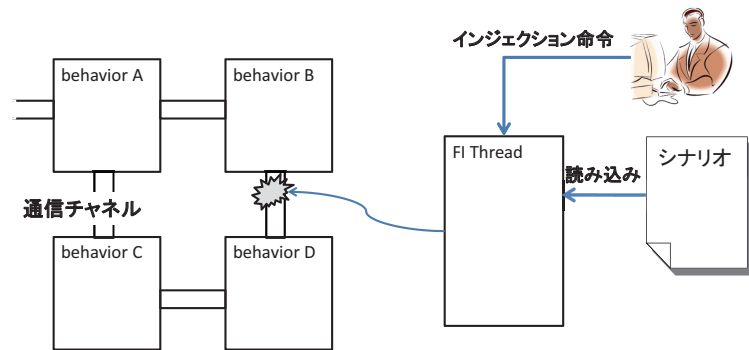 インジェクション命令
behavior A
behavior B
FI Thread
シナリオ
読み込み
通信チャネル
behavior C
behavior D